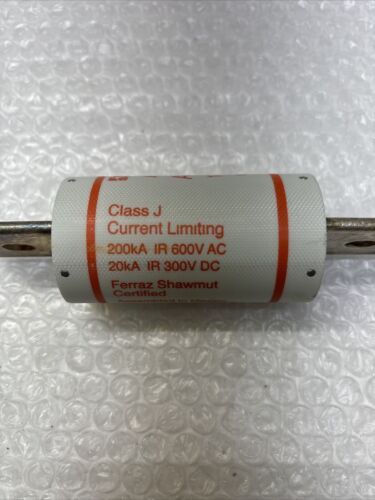 Class J
Current Limiting
200kA IR 600V AC
20kA IR 300V DC
Ferraz Shawmut
Certified